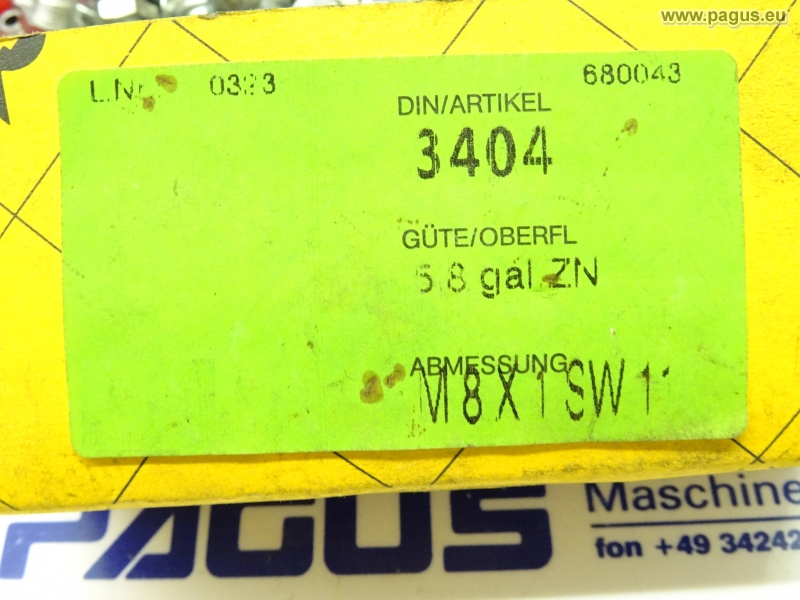 www.pagus.eu
L.Nr. 0323 680043
DIN/ARTIKEL
3404
GÜTE/OBERFL
5.8 gal.ZN
ABMESSUNG
M8X1SW1
PAGUS
Maschine
fon +49 34242